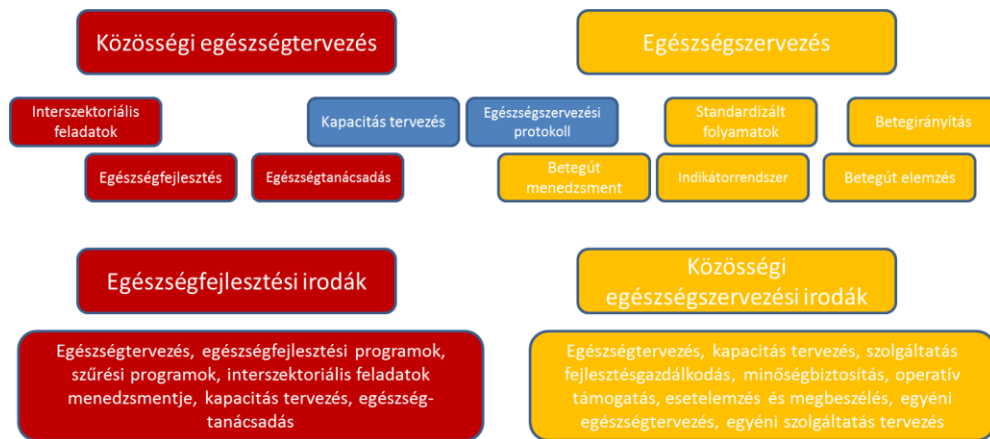 Közösségi egészségtervezés
Egészségszervezés
Interszektoriális
feladatok
Kapacitás tervezés
Egészségszervezési
protokoll
Standardizált
folyamatok
Betegirányítás
Egészségfejlesztés
Egészségtanácsadás
Betegút
menedzsment
Indikátorrendszer
Betegút elemzés
Egészségfejlesztési irodák
Közösségi
egészségszervezési irodák
Egészségtervezés, egészségfejlesztési programok,
szűrési programok, interszektoriális feladatok
menedzsmentje, kapacitás tervezés, egészség-
tanácsadás
Egészségtervezés, kapacitás tervezés, szolgáltatás
fejlesztésgazdálkodás, minőségbiztosítás, operatív
támogatás, esetelemzés és megbeszélés, egyéni
egészségtervezés, egyéni szolgáltatás tervezés